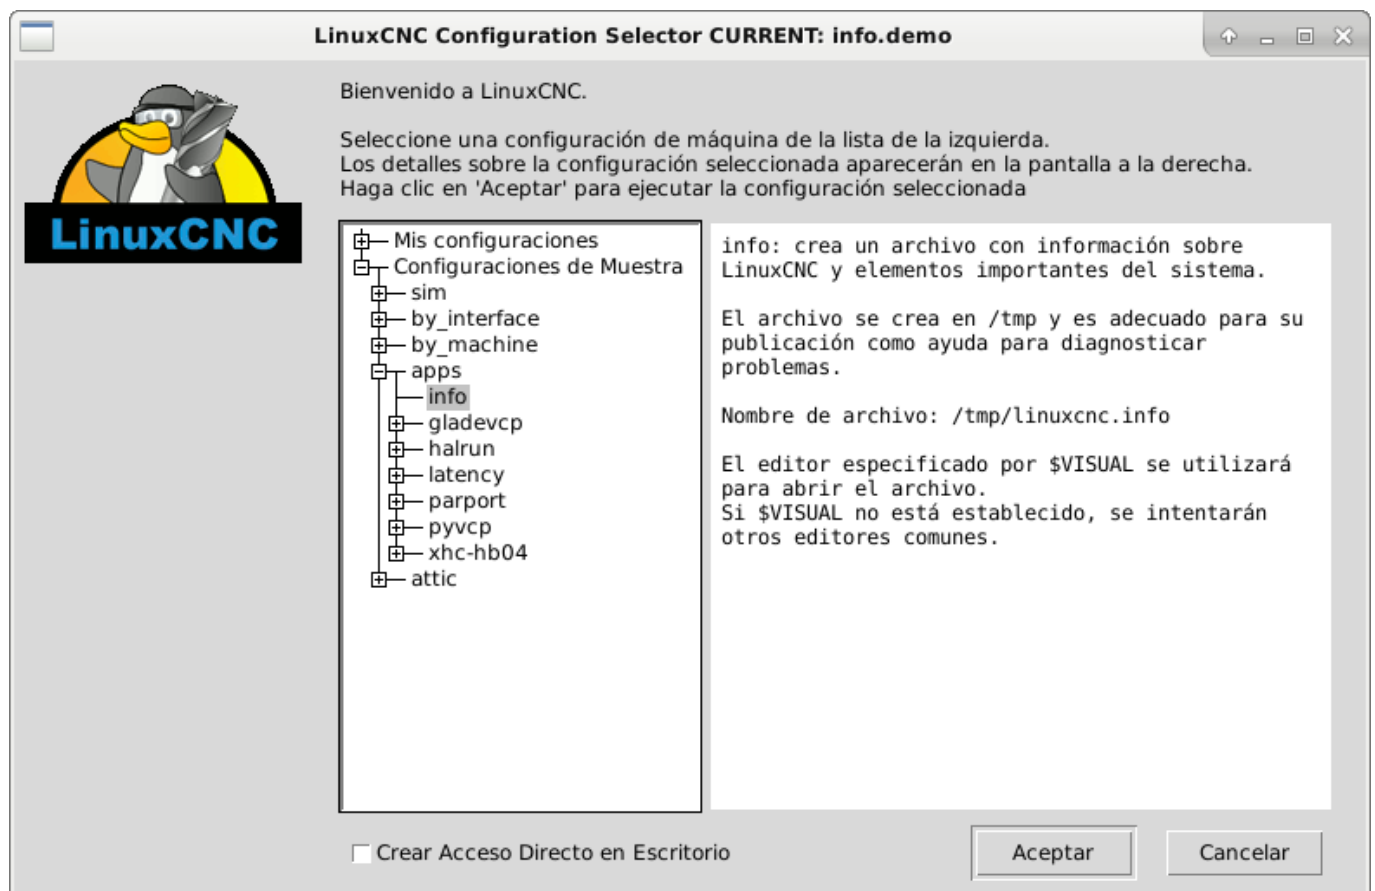 LinuxCNC Configuration Selector CURRENT: info.demo
LinuxCNC
Bienvenido a LinuxCNC.
Seleccione una configuración de máquina de la lista de la izquierda.
Los detalles sobre la configuración seleccionada aparecerán en la pantalla a la derecha.
Haga clic en 'Aceptar' para ejecutar la configuración seleccionada
Mis configuraciones
Configuraciones de Muestra
sim
by_interface
by_machine
apps
info
gladevcp
halrun
latency
parport
pyvcp
xhc-hb04
attic
info: crea un archivo con información sobre
LinuxCNC y elementos importantes del sistema.
El archivo se crea en /tmp y es adecuado para su
publicación como ayuda para diagnosticar
problemas.
Nombre de archivo: /tmp/linuxcnc.info
El editor especificado por $VISUAL se utilizará
para abrir el archivo.
Si $VISUAL no está establecido, se intentarán
otros editores comunes.
Crear Acceso Directo en Escritorio
Aceptar
Cancelar